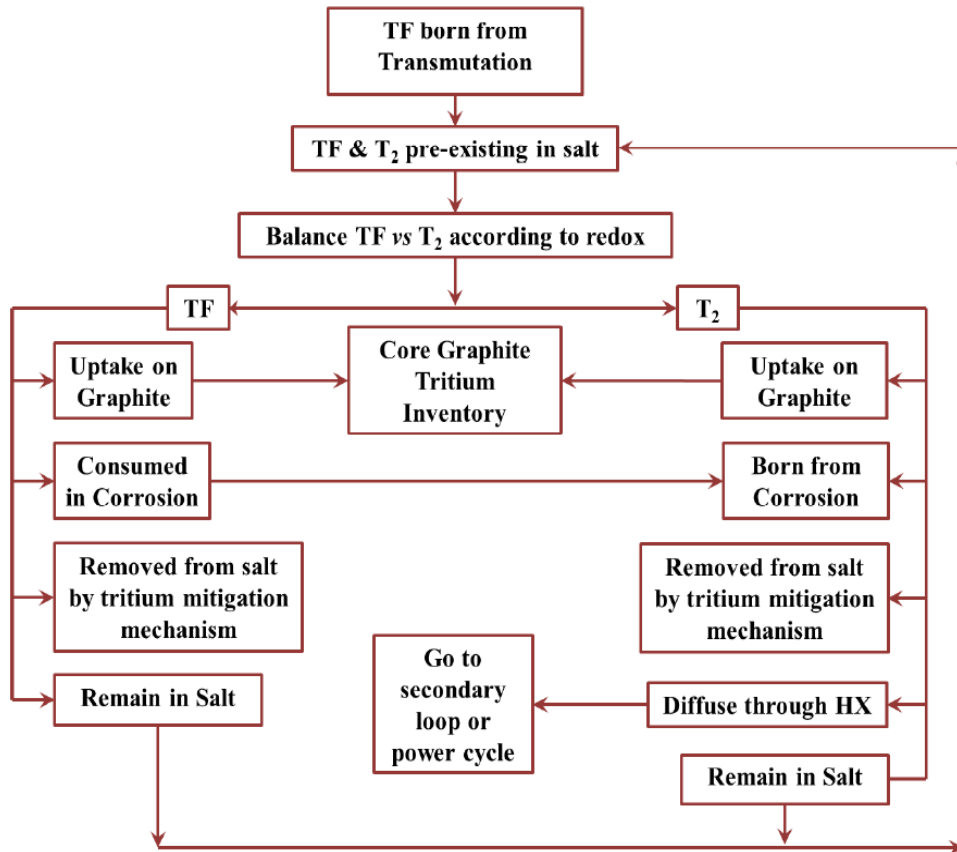 TF born from
Transmutation
TF & T₂ pre-existing in salt
Balance TF vs T₂ according to redox
TF
T₂
Uptake on
Graphite
Core Graphite
Tritium
Inventory
Uptake on
Graphite
Consumed
in Corrosion
Born from
Corrosion
Removed from salt
by tritium mitigation
mechanism
Removed from salt
by tritium mitigation
mechanism
Go to
secondary
loop or
power cycle
Remain in Salt
Diffuse through HX
Remain in Salt